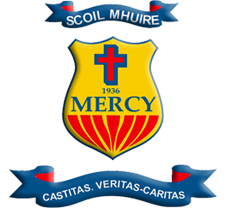 SCOIL MHUIRE
1936
MERCY
CASTITAS. VERITAS-CARITAS